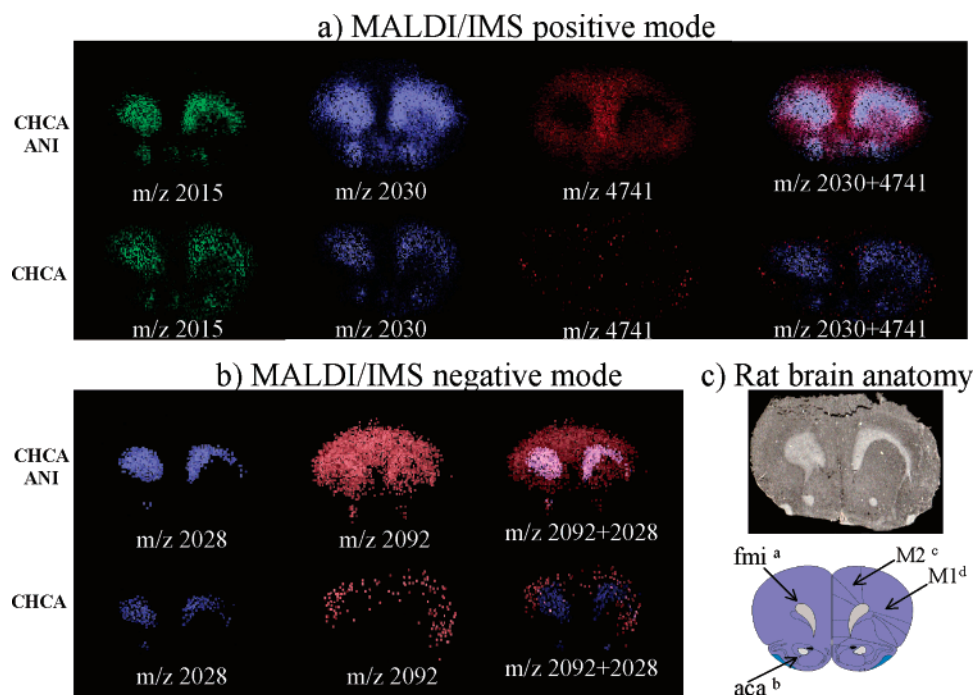 a) MALDI/IMS positive mode
CHCA
ANI
m/z 2015 m/z 2030 m/z 4741 m/z 2030+4741
CHCA
m/z 2015 m/z 2030 m/z 4741 m/z 2030+4741
b) MALDI/IMS negative mode
CHCA
ANI
m/z 2028 m/z 2092 m/z 2092+2028
CHCA
m/z 2028 m/z 2092 m/z 2092+2028
c) Rat brain anatomy
fmi a
M2 c
M1 d
aca b